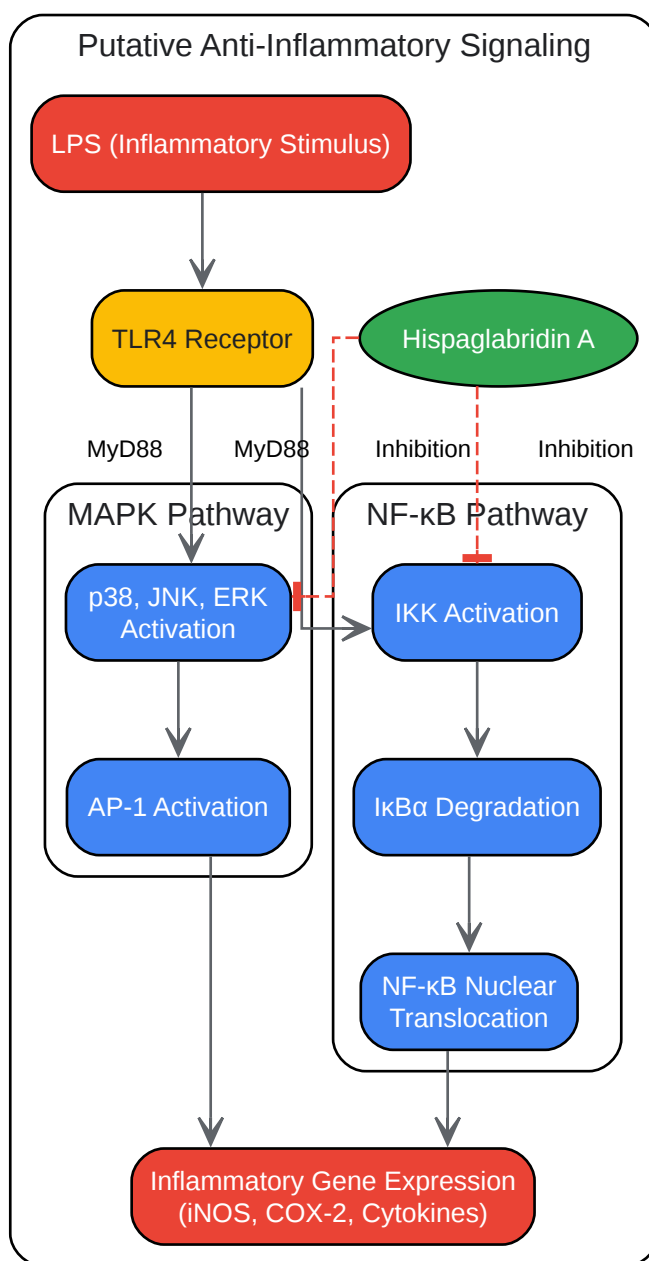 Putative Anti-Inflammatory Signaling
LPS (Inflammatory Stimulus)
TLR4 Receptor
Hispaglabridin A
MyD88
MyD88
Inhibition
Inhibition
MAPK Pathway
NF-κB Pathway
p38, JNK, ERK
Activation
IKK Activation
AP-1 Activation
IκBα Degradation
NF-κB Nuclear
Translocation
Inflammatory Gene Expression
(iNOS, COX-2, Cytokines)